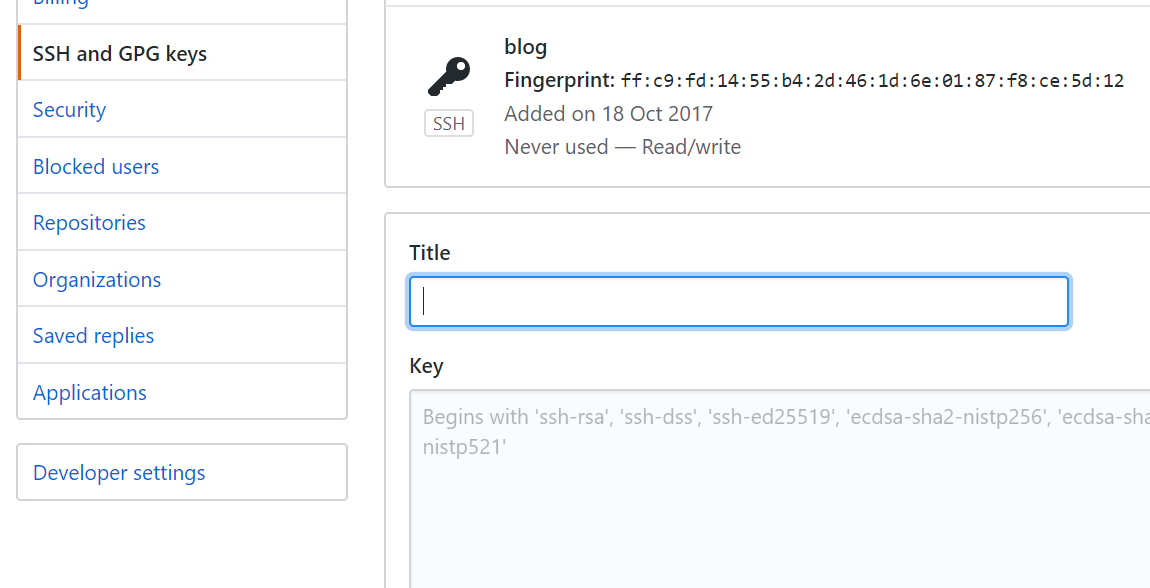 Billing
SSH and GPG keys
Security
Blocked users
Repositories
Organizations
Saved replies
Applications
Developer settings
SSH
blog
Fingerprint: ff:c9:fd:14:55:b4:2d:46:1d:6e:01:87:f8:ce:5d:12
Added on 18 Oct 2017
Never used — Read/write
Title
Key
Begins with 'ssh-rsa', 'ssh-dss', 'ssh-ed25519', 'ecdsa-sha2-nistp256', 'ecdsa-sha
nistp521'